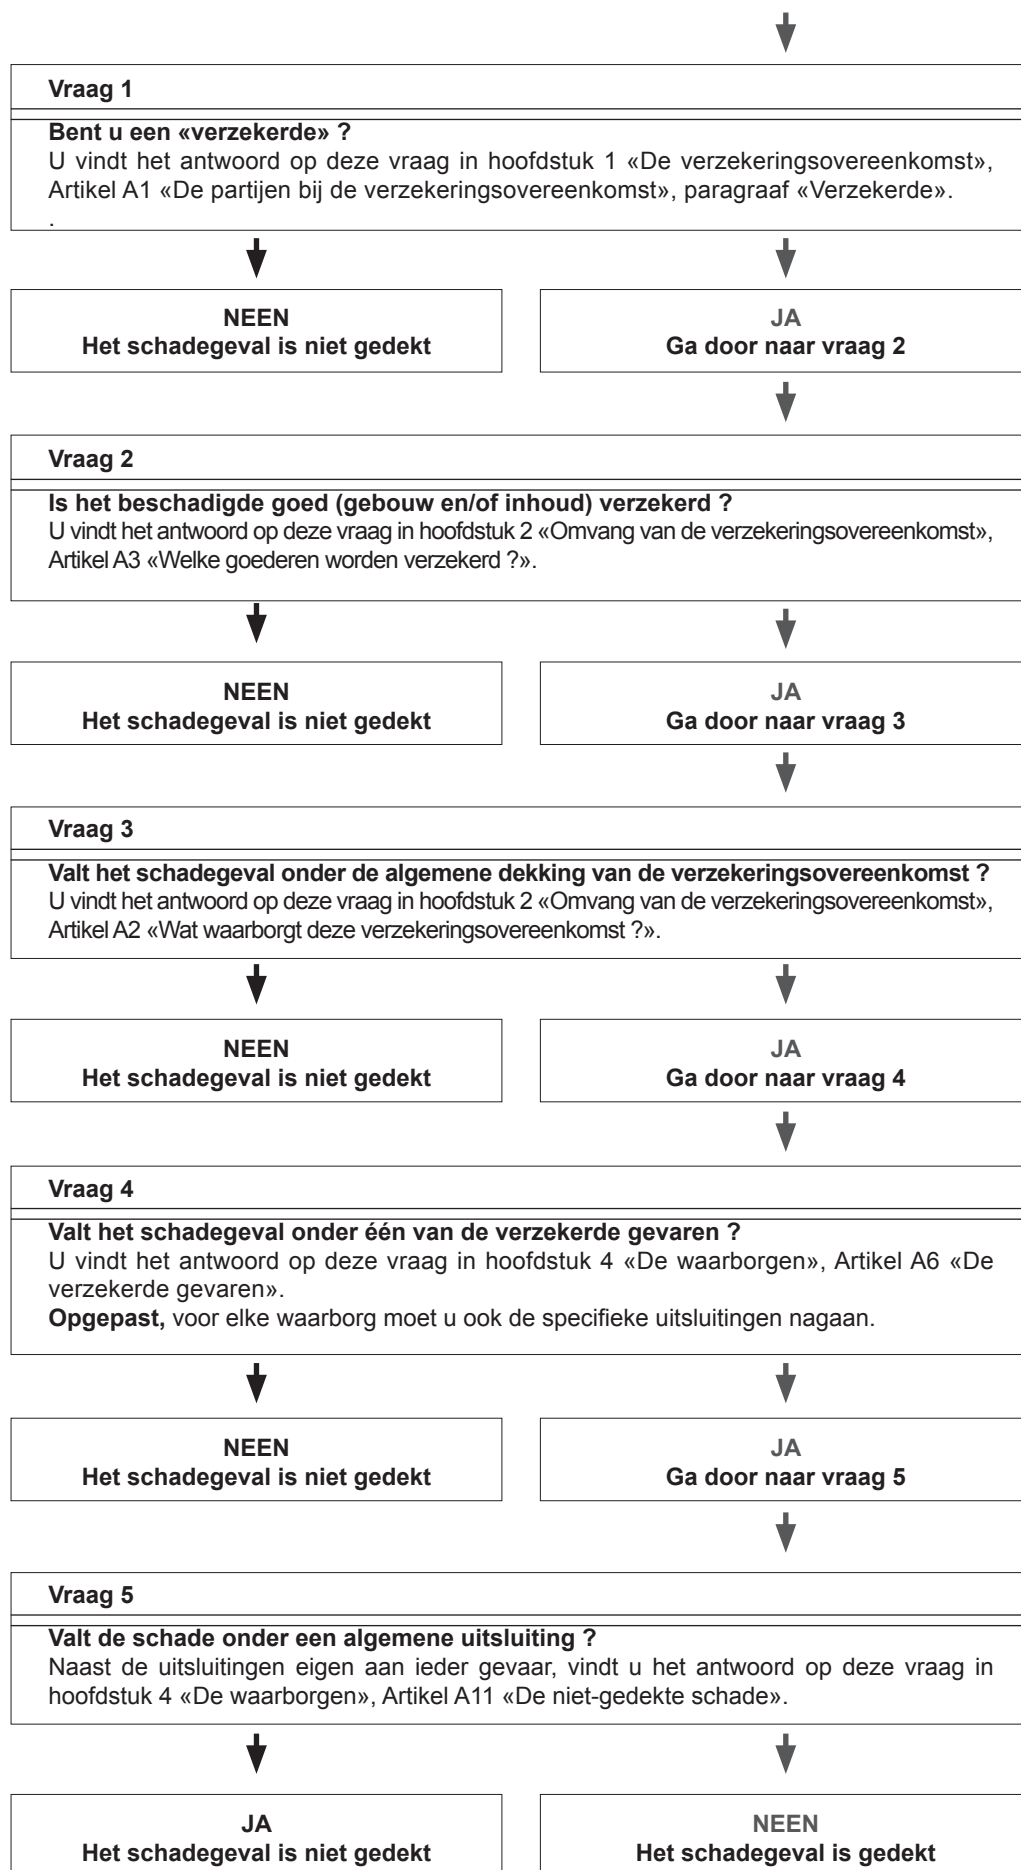 Vraag 1
Bent u een «verzekerde» ?
U vindt het antwoord op deze vraag in hoofdstuk 1 «De verzekeringsovereenkomst»,
Artikel A1 «De partijen bij de verzekeringsovereenkomst», paragraaf «Verzekerde».
.
NEEN
Het schadegeval is niet gedekt
JA
Ga door naar vraag 2
Vraag 2
Is het beschadigde goed (gebouw en/of inhoud) verzekerd ?
U vindt het antwoord op deze vraag in hoofdstuk 2 «Omvang van de verzekeringsovereenkomst»,
Artikel A3 «Welke goederen worden verzekerd ?».
NEEN
Het schadegeval is niet gedekt
JA
Ga door naar vraag 3
Vraag 3
Valt het schadegeval onder de algemene dekking van de verzekeringsovereenkomst ?
U vindt het antwoord op deze vraag in hoofdstuk 2 «Omvang van de verzekeringsovereenkomst»,
Artikel A2 «Wat waarborgt deze verzekeringsovereenkomst ?».
NEEN
Het schadegeval is niet gedekt
JA
Ga door naar vraag 4
Vraag 4
Valt het schadegeval onder één van de verzekerde gevaren ?
U vindt het antwoord op deze vraag in hoofdstuk 4 «De waarborgen», Artikel A6 «De
verzekerde gevaren».
Opgepast, voor elke waarborg moet u ook de specifieke uitsluitingen nagaan.
NEEN
Het schadegeval is niet gedekt
JA
Ga door naar vraag 5
Vraag 5
Valt de schade onder een algemene uitsluiting ?
Naast de uitsluitingen eigen aan ieder gevaar, vindt u het antwoord op deze vraag in
hoofdstuk 4 «De waarborgen», Artikel A11 «De niet-gedekte schade».
JA
Het schadegeval is niet gedekt
NEEN
Het schadegeval is gedekt